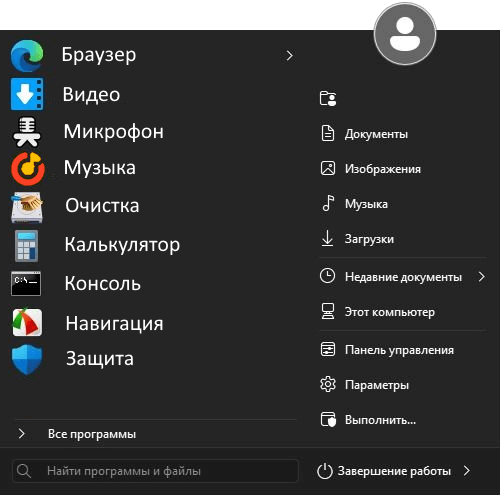 Браузер
Видео
Микрофон
Музыка
Очистка
Калькулятор
C:\
Консоль
Навигация
Защита
Все программы
Найти программы и файлы
Документы
Изображения
Музыка
Загрузки
Недавние документы
Этот компьютер
Панель управления
Параметры
Выполнить...
Завершение работы